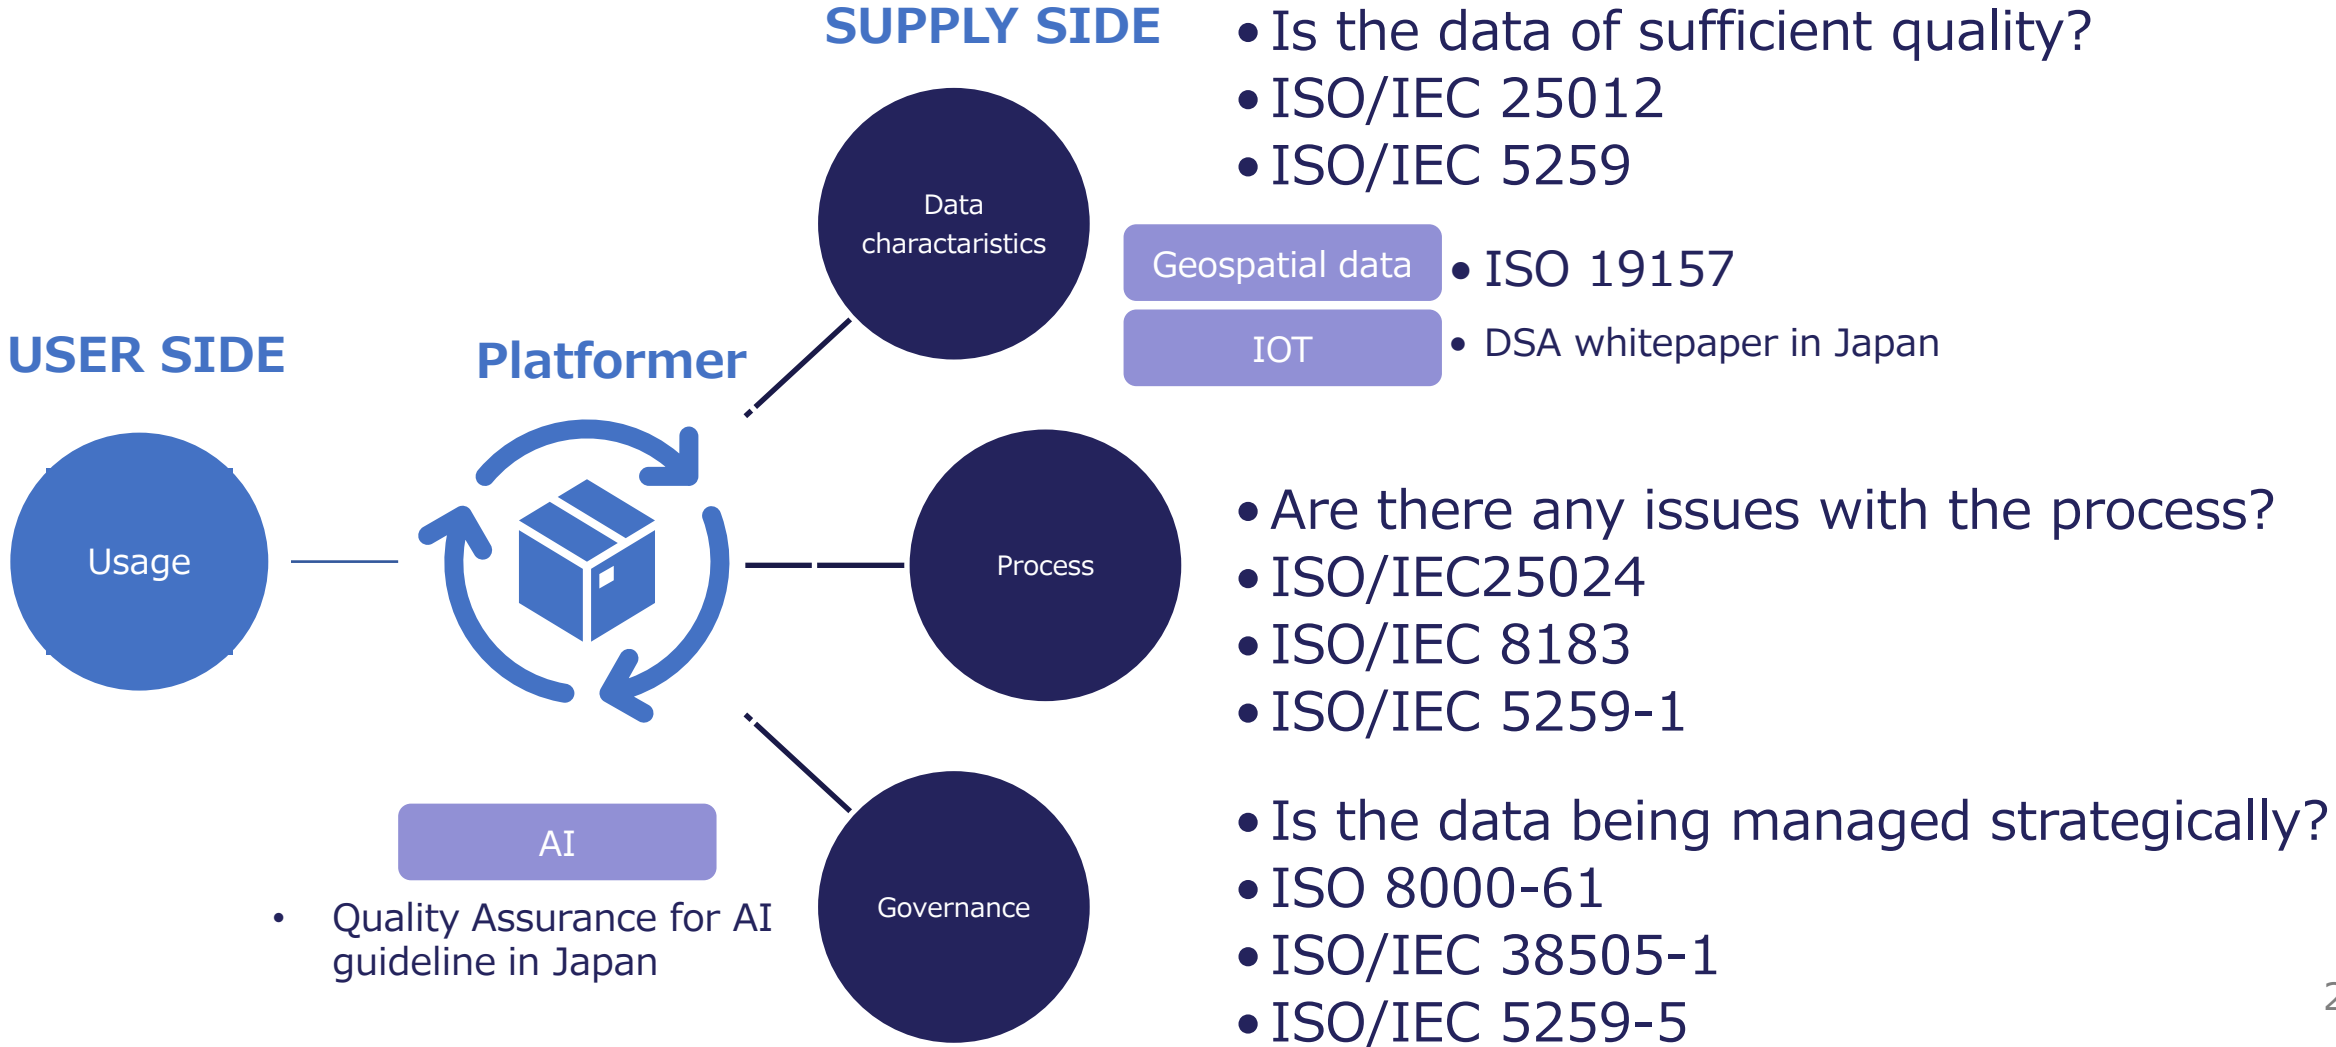 SUPPLY SIDE
• Is the data of sufficient quality?
• ISO/IEC 25012
• ISO/IEC 5259
Data
charactaristics
Geospatial data
• ISO 19157
IOT
• DSA whitepaper in Japan
USER SIDE
Platformer
Usage
Process
• Are there any issues with the process?
• ISO/IEC25024
• ISO/IEC 8183
• ISO/IEC 5259-1
AI
• Quality Assurance for AI
guideline in Japan
Governance
• Is the data being managed strategically?
• ISO 8000-61
• ISO/IEC 38505-1
• ISO/IEC 5259-5